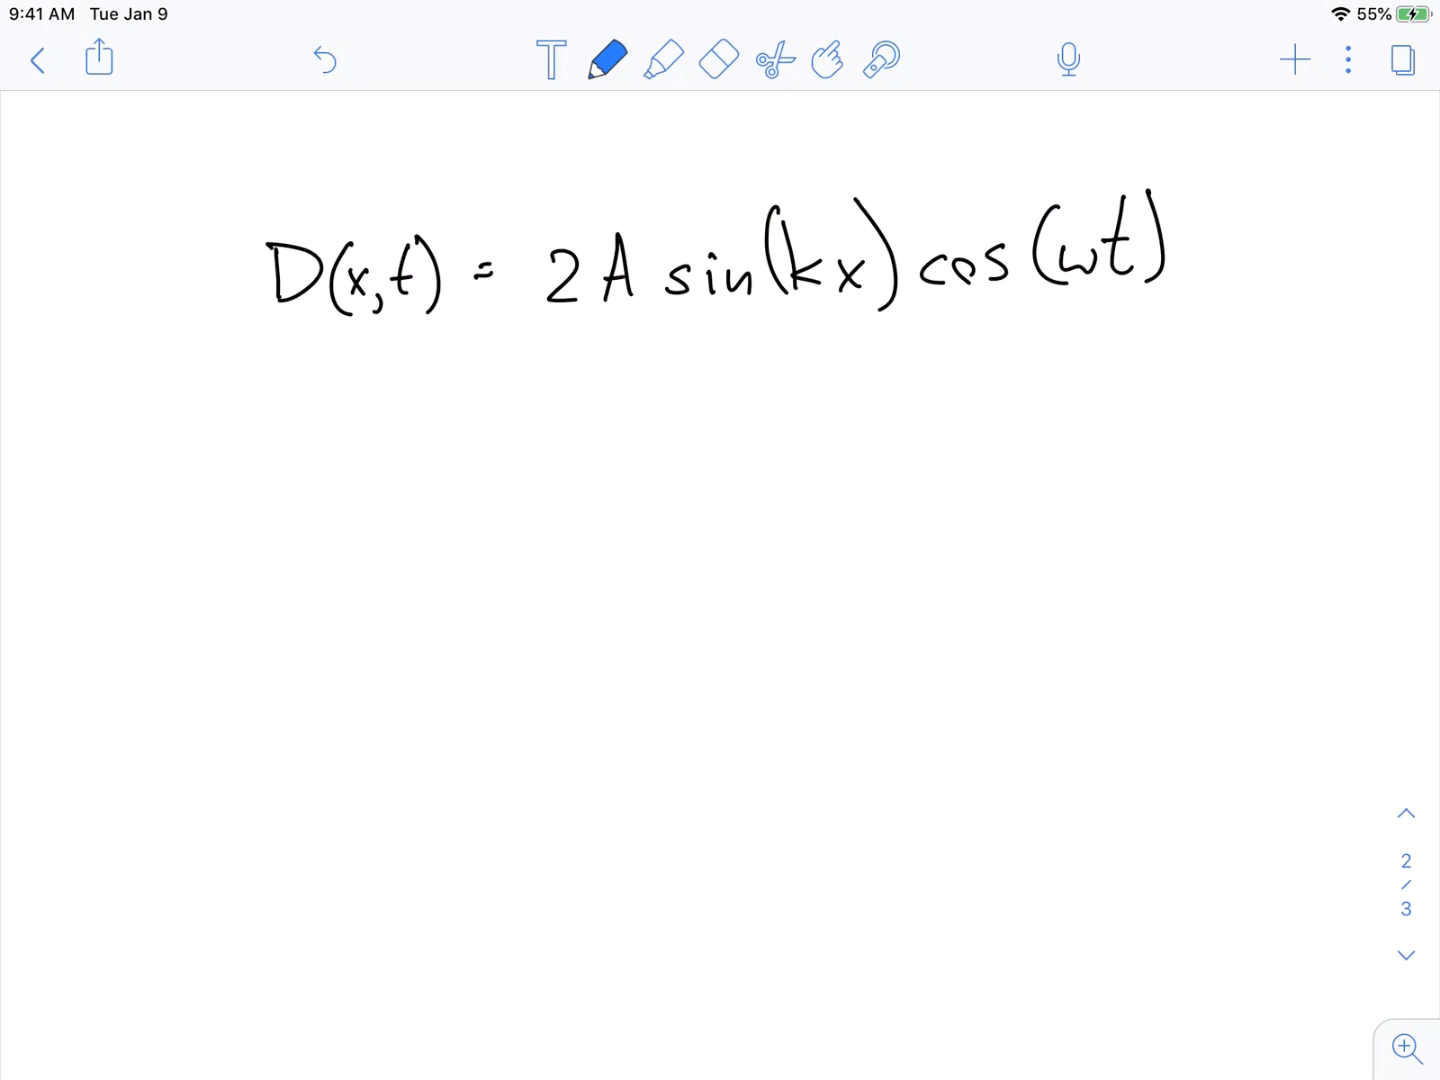 9:41 AM Tue Jan 9 55%
T
D(x,t) = 2A sin(kx) cos(ωt)
2
/
3